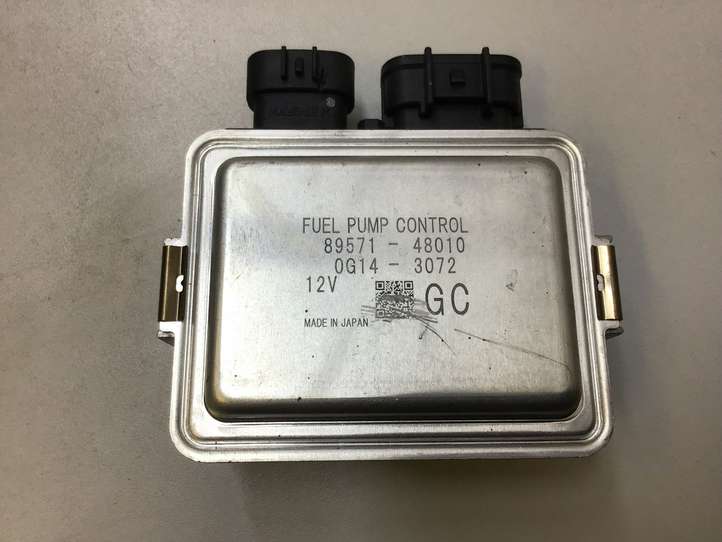 FUEL PUMP CONTROL
89571 - 48010
0G14 - 3072
12V
GC
MADE IN JAPAN